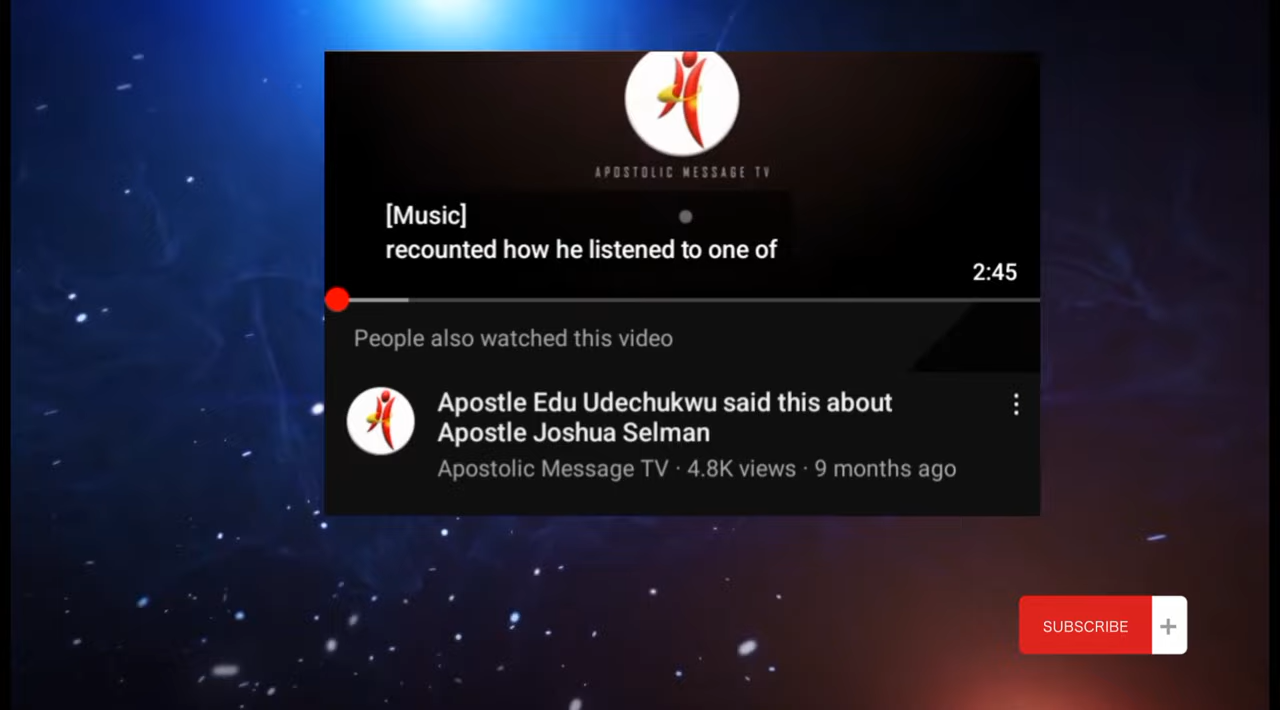 APOSTOLIC MESSAGE TV
[Music]
recounted how he listened to one of
2:45
People also watched this video
Apostle Edu Udechukwu said this about
Apostle Joshua Selman
Apostolic Message TV · 4.8K views · 9 months ago
SUBSCRIBE +